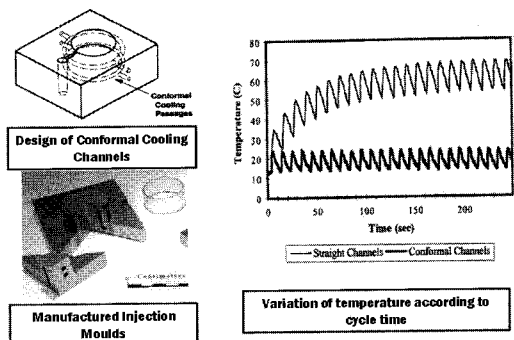 Conformal
Cooling
Passages
Design of Conformal Cooling
Channels
Manufactured Injection
Moulds
Temperature (C)
80
70
60
50
40
30
20
10
0
0
50
100
150
200
Time (sec)
Straight Channels
Conformal Channels
Variation of temperature according to
cycle time